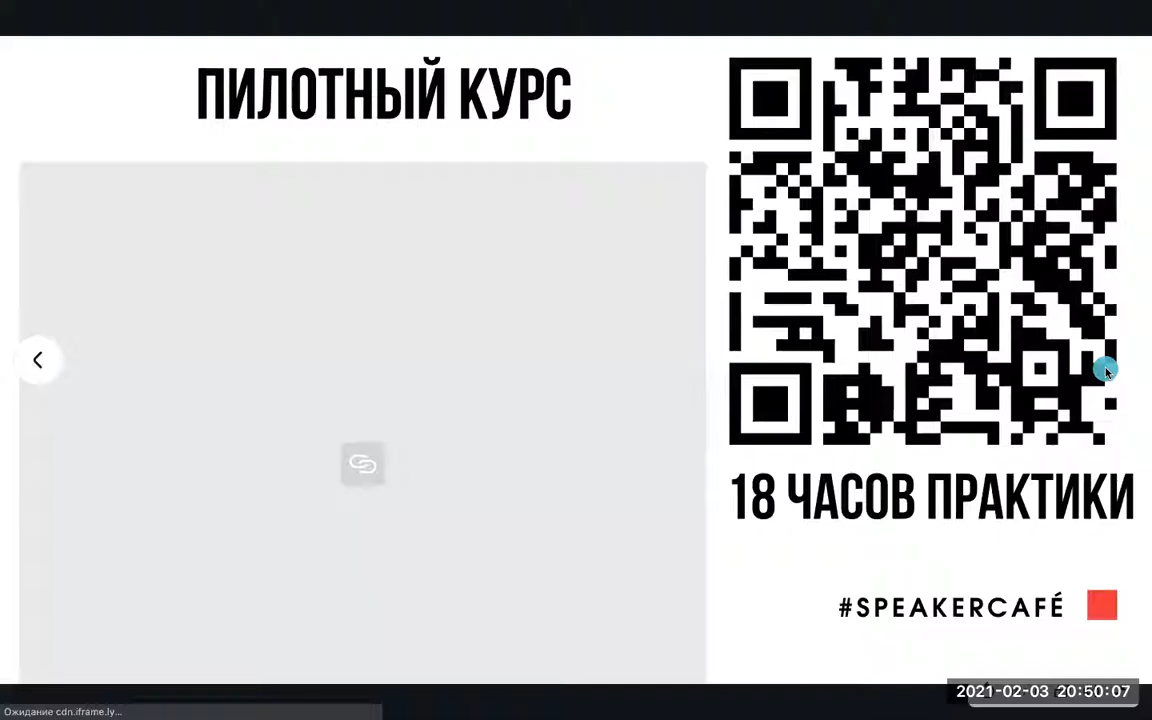 ПИЛОТНЫЙ КУРС
18 ЧАСОВ ПРАКТИКИ
#SPEAKERCAFÉ
2021-02-03 20:50:07
Ожидание cdn.iframe.ly...